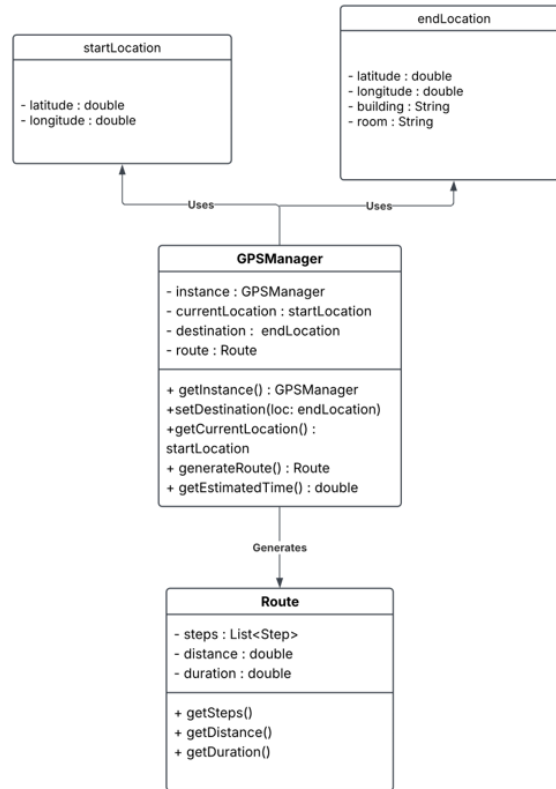 startLocation
- latitude : double
- longitude : double
endLocation
- latitude : double
- longitude : double
- building : String
- room : String
Uses
Uses
GPSManager
- instance : GPSManager
- currentLocation : startLocation
- destination : endLocation
- route : Route
+ getInstance() : GPSManager
+setDestination(loc: endLocation)
+getCurrentLocation() :
startLocation
+ generateRoute() : Route
+ getEstimatedTime() : double
Generates
Route
- steps : List<Step>
- distance : double
- duration : double
+ getSteps()
+ getDistance()
+ getDuration()